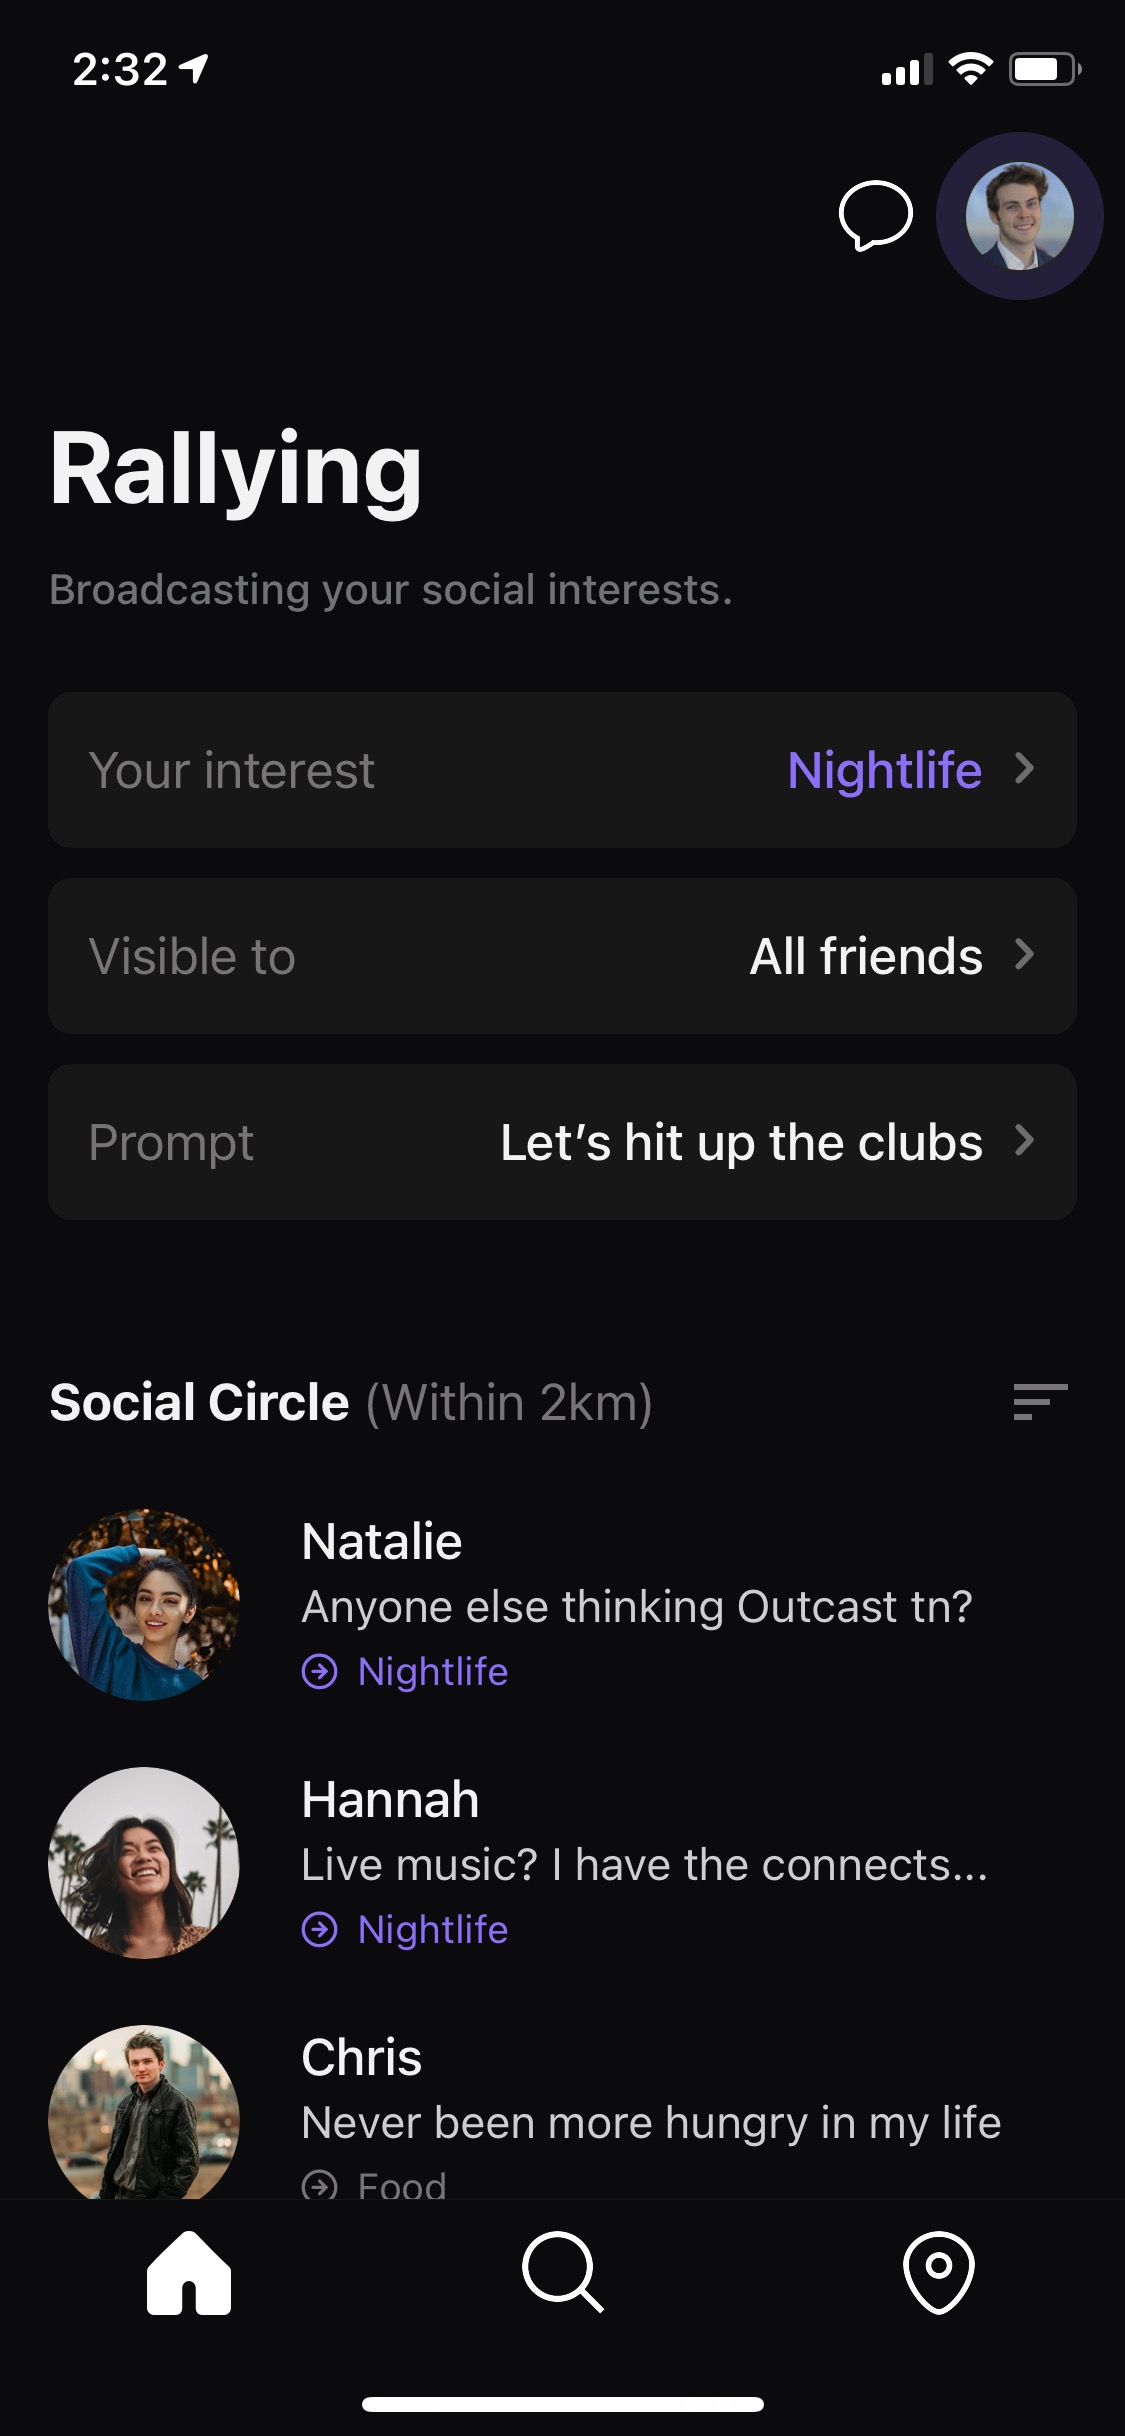 2:32
Rallying
Broadcasting your social interests.
Your interest Nightlife
Visible to All friends
Prompt Let’s hit up the clubs
Social Circle (Within 2km)
Natalie
Anyone else thinking Outcast tn?
Nightlife
Hannah
Live music? I have the connects...
Nightlife
Chris
Never been more hungry in my life
Food